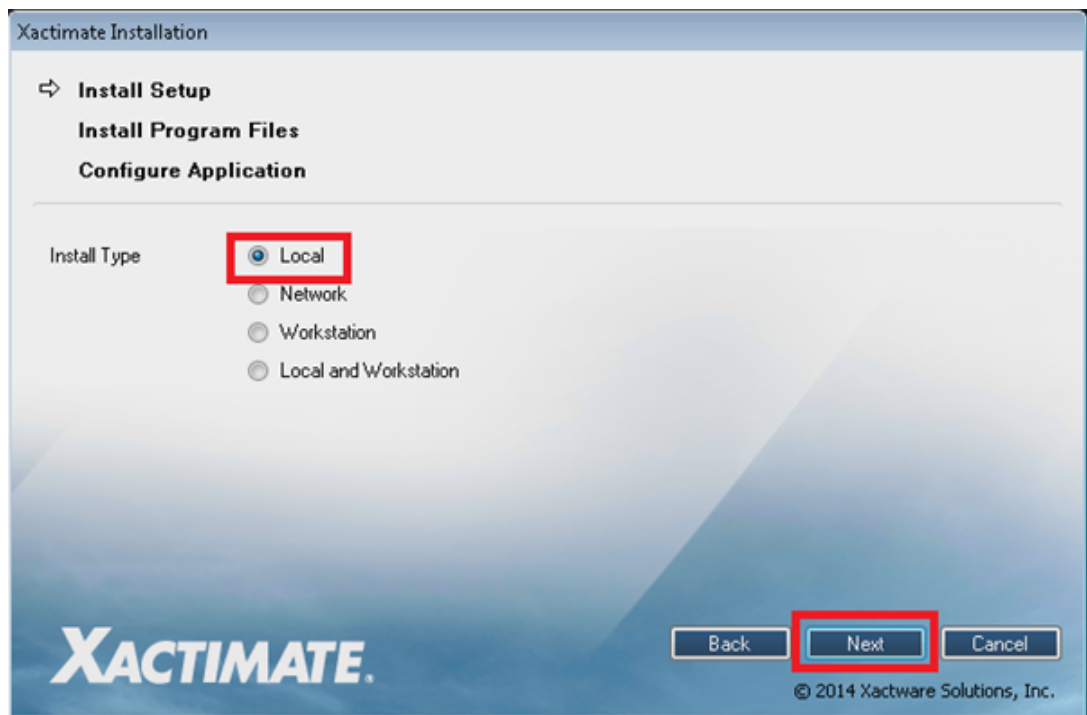 Xactimate Installation
Install Setup
Install Program Files
Configure Application
Install Type
Local
Network
Workstation
Local and Workstation
XACTIMATE.
Back Next Cancel
© 2014 Xactware Solutions, Inc.